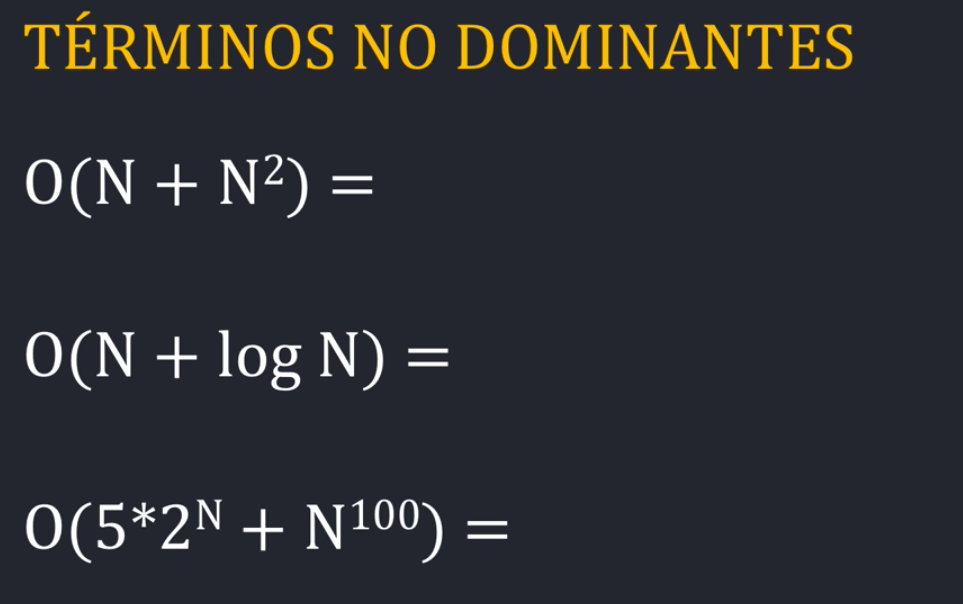 TÉRMINOS NO DOMINANTES
O(N + N²) =
O(N + log N) =
O(5*2ᴺ + N¹⁰⁰) =